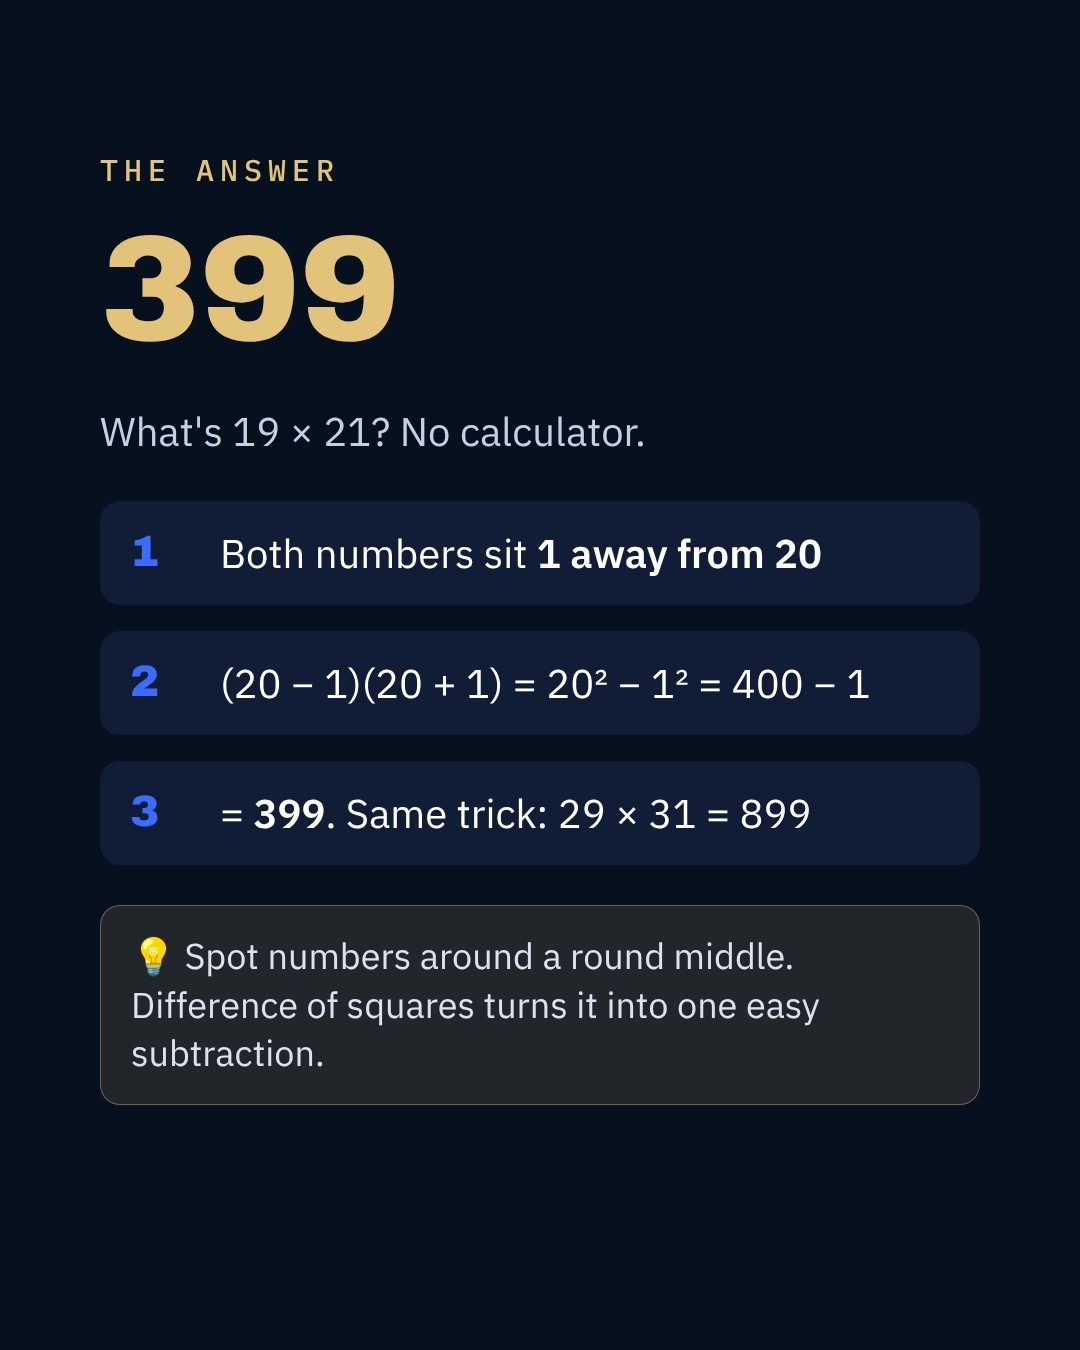 THE ANSWER
399
What's 19 × 21? No calculator.
1 Both numbers sit 1 away from 20
2 (20 − 1)(20 + 1) = 20² − 1² = 400 − 1
3 = 399. Same trick: 29 × 31 = 899
💡 Spot numbers around a round middle.
Difference of squares turns it into one easy
subtraction.